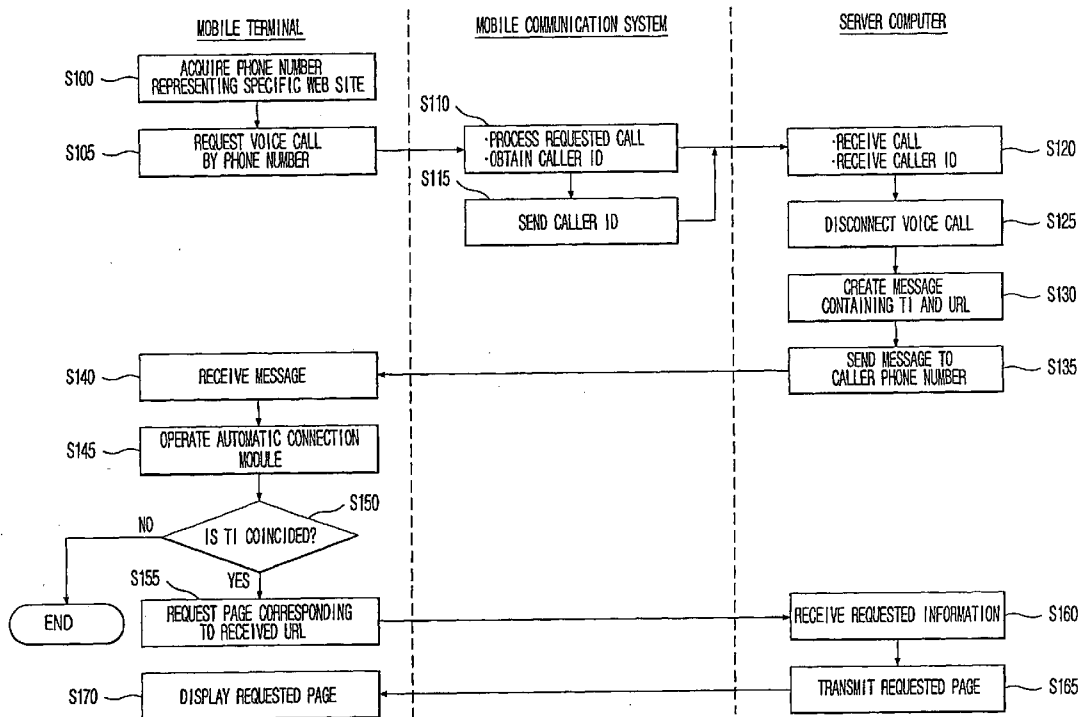 MOBILE TERMINAL
MOBILE COMMUNICATION SYSTEM
SERVER COMPUTER
S100
ACQUIRE PHONE NUMBER
REPRESENTING SPECIFIC WEB SITE
S105
REQUEST VOICE CALL
BY PHONE NUMBER
S110
·PROCESS REQUESTED CALL
·OBTAIN CALLER ID
S115
SEND CALLER ID
·RECEIVE CALL
·RECEIVE CALLER ID
S120
DISCONNECT VOICE CALL
S125
CREATE MESSAGE
CONTAINING TI AND URL
S130
SEND MESSAGE TO
CALLER PHONE NUMBER
S135
S140
RECEIVE MESSAGE
S145
OPERATE AUTOMATIC CONNECTION
MODULE
S150
IS TI COINCIDED?
NO
YES
END
S155
REQUEST PAGE CORRESPONDING
TO RECEIVED URL
RECEIVE REQUESTED INFORMATION
S160
TRANSMIT REQUESTED PAGE
S165
S170
DISPLAY REQUESTED PAGE